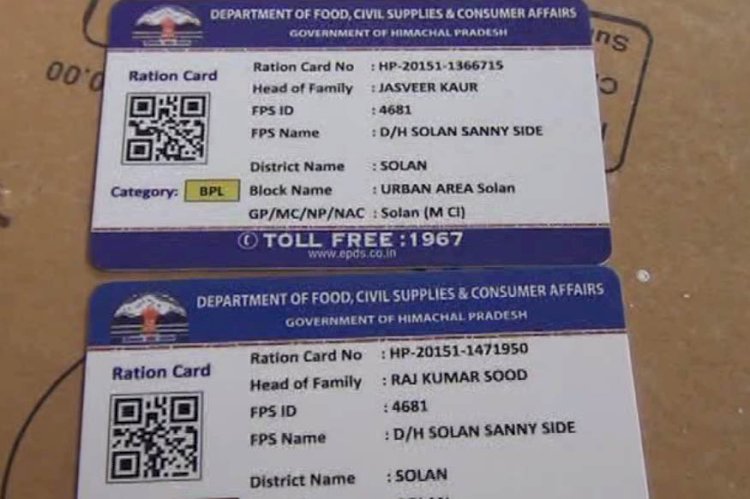 00.00
Sun
DEPARTMENT OF FOOD, CIVIL SUPPLIES & CONSUMER AFFAIRS
GOVERNMENT OF HIMACHAL PRADESH
Ration Card
Ration Card No : HP-20151-1366715
Head of Family : JASVEER KAUR
FPS ID : 4681
FPS Name : D/H SOLAN SANNY SIDE
District Name : SOLAN
Category: BPL
Block Name : URBAN AREA Solan
GP/MC/NP/NAC : Solan (M Cl)
TOLL FREE : 1967
www.epds.co.in
DEPARTMENT OF FOOD, CIVIL SUPPLIES & CONSUMER AFFAIRS
GOVERNMENT OF HIMACHAL PRADESH
Ration Card
Ration Card No : HP-20151-1471950
Head of Family : RAJ KUMAR SOOD
FPS ID : 4681
FPS Name : D/H SOLAN SANNY SIDE
District Name : SOLAN